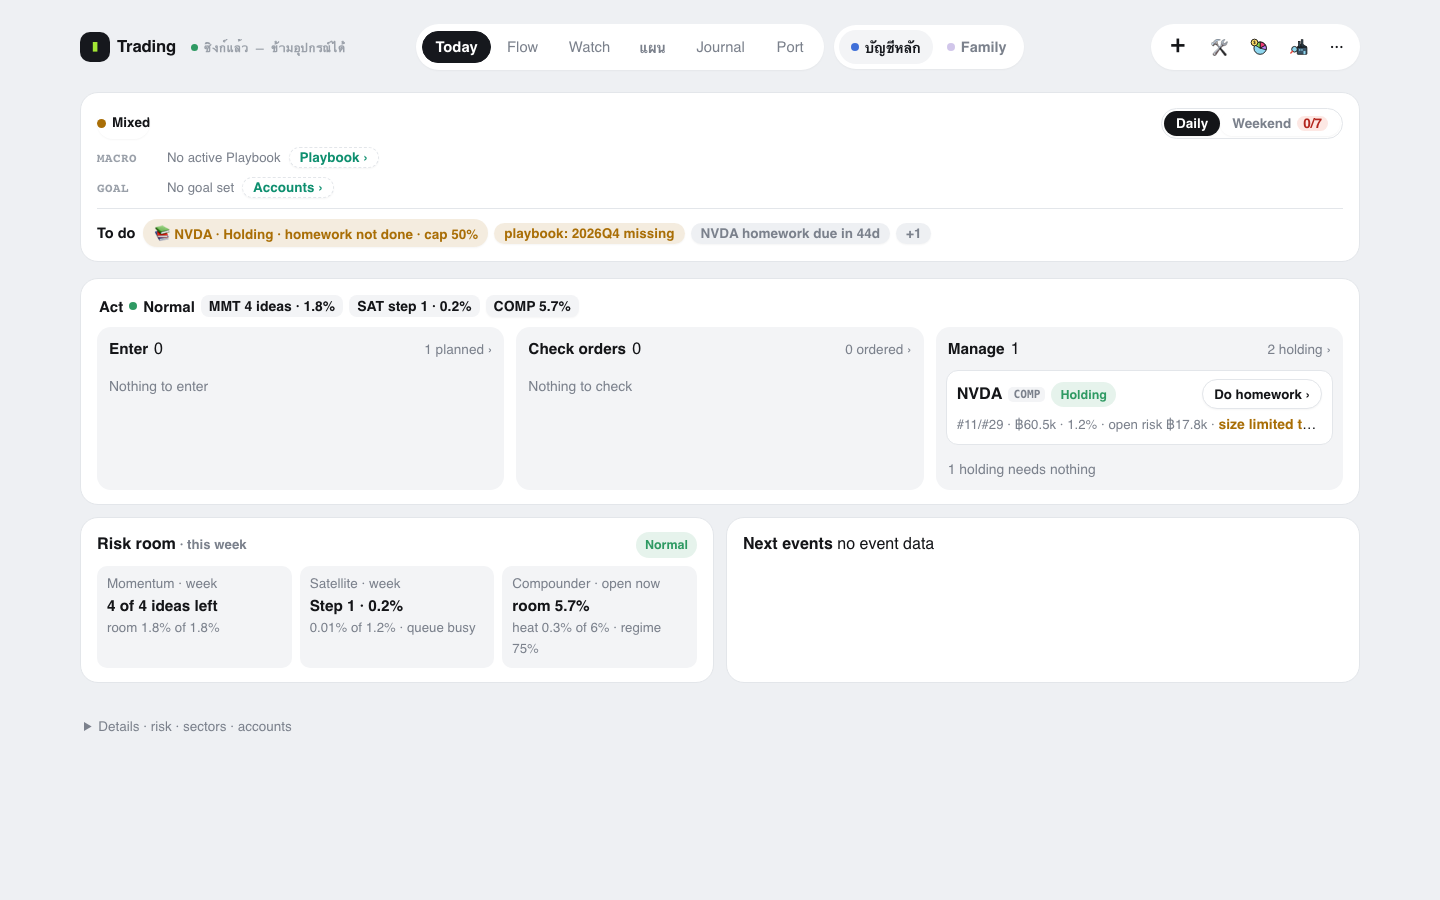 Trading ซิงก์แล้ว — ข้ามอุปกรณ์ได้ Today Flow Watch แผน Journal Port บัญชีหลัก Family + ...
Mixed Daily Weekend 0/7
MACRO No active Playbook Playbook ›
GOAL No goal set Accounts ›
To do NVDA · Holding · homework not done · cap 50% playbook: 2026Q4 missing NVDA homework due in 44d +1
Act Normal MMT 4 ideas · 1.8% SAT step 1 · 0.2% COMP 5.7%
Enter 0 1 planned ›
Nothing to enter
Check orders 0 0 ordered ›
Nothing to check
Manage 1 2 holding ›
NVDA COMP Holding Do homework ›
#11/#29 · ฿60.5k · 1.2% · open risk ฿17.8k · size limited t...
1 holding needs nothing
Risk room · this week Normal
Momentum · week
4 of 4 ideas left
room 1.8% of 1.8%
Satellite · week
Step 1 · 0.2%
0.01% of 1.2% · queue busy
Compounder · open now
room 5.7%
heat 0.3% of 6% · regime
75%
Next events no event data
▶ Details · risk · sectors · accounts